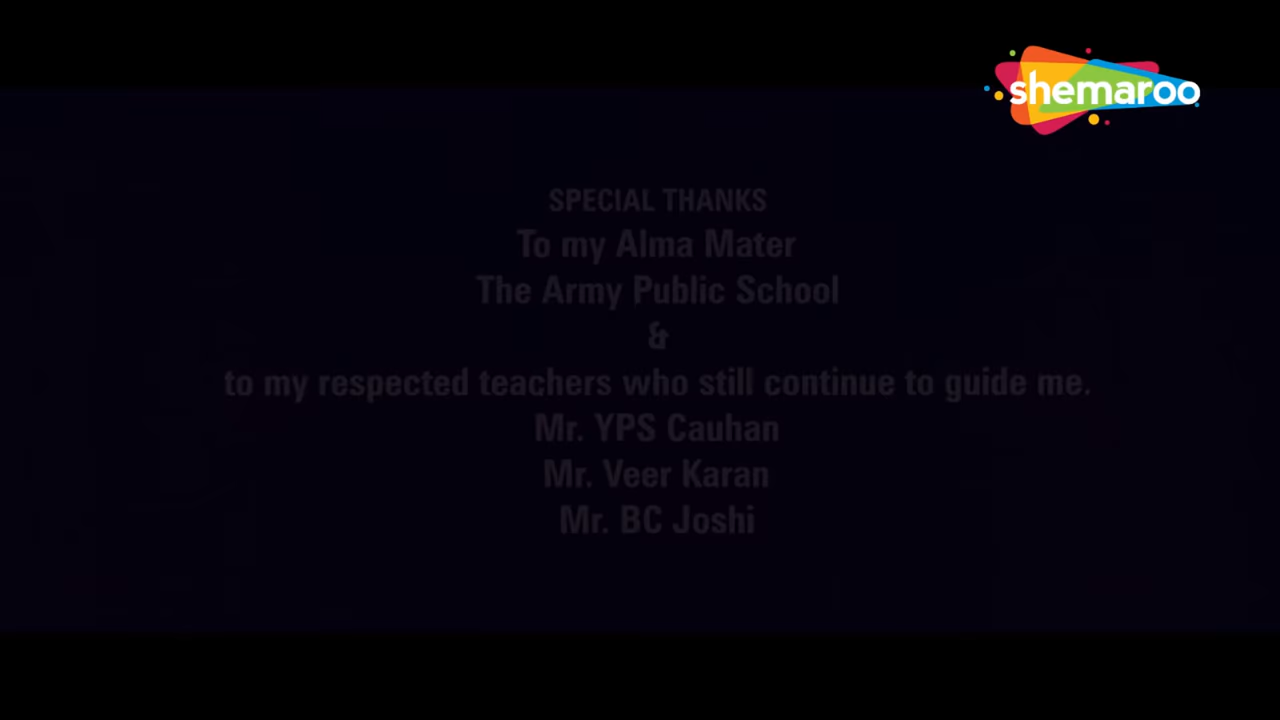 shemaroo
SPECIAL THANKS
To my Alma Mater
The Army Public School
&
to my respected teachers who still continue to guide me.
Mr. YPS Cauhan
Mr. Veer Karan
Mr. BC Joshi